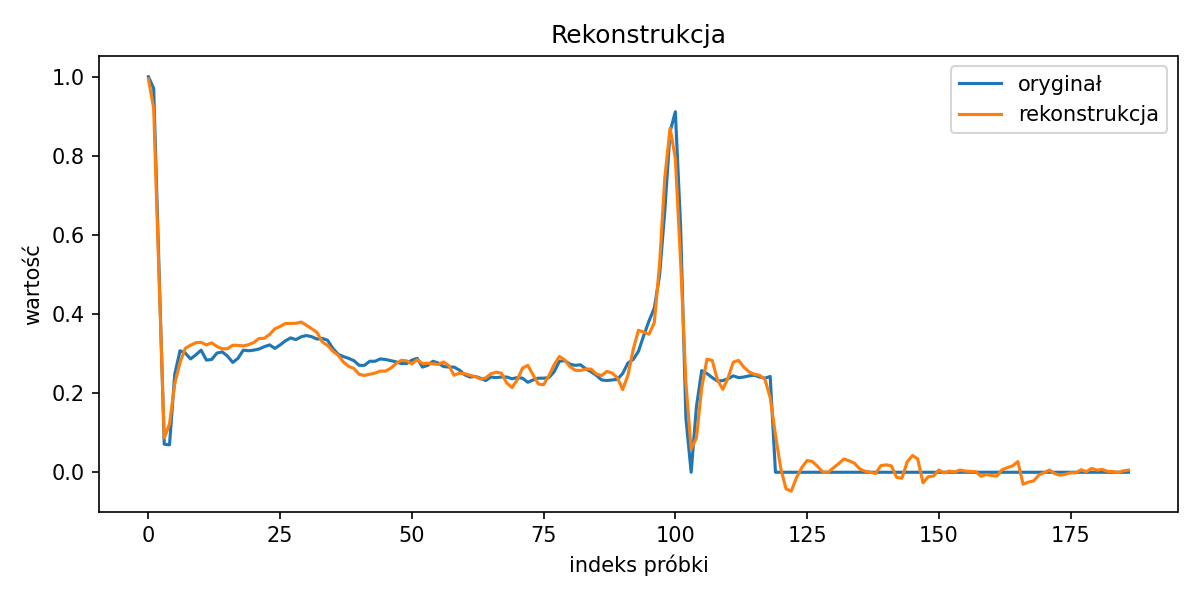 Rekonstrukcja
oryginał
rekonstrukcja
wartość
1.0
0.8
0.6
0.4
0.2
0.0
0 25 50 75 100 125 150 175
indeks próbki